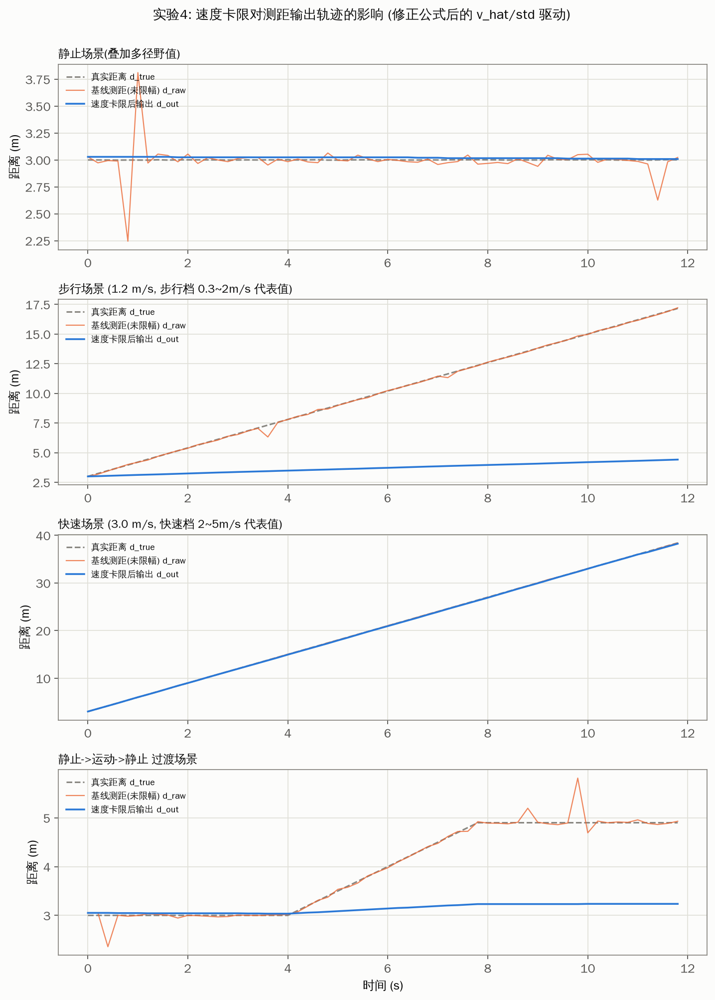 实验4: 速度卡限对测距输出轨迹的影响 (修正公式后的 v_hat/std 驱动)
静止场景(叠加多径野值)
真实距离 d_true
基线测距(未限幅) d_raw
速度卡限后输出 d_out
距离 (m)
3.75
3.50
3.25
3.00
2.75
2.50
2.25
0 2 4 6 8 10 12
步行场景 (1.2 m/s, 步行档 0.3~2m/s 代表值)
真实距离 d_true
基线测距(未限幅) d_raw
速度卡限后输出 d_out
距离 (m)
17.5
15.0
12.5
10.0
7.5
5.0
2.5
0 2 4 6 8 10 12
快速场景 (3.0 m/s, 快速档 2~5m/s 代表值)
真实距离 d_true
基线测距(未限幅) d_raw
速度卡限后输出 d_out
距离 (m)
40
30
20
10
0 2 4 6 8 10 12
静止->运动->静止 过渡场景
真实距离 d_true
基线测距(未限幅) d_raw
速度卡限后输出 d_out
距离 (m)
5
4
3
0 2 4 6 8 10 12
时间 (s)